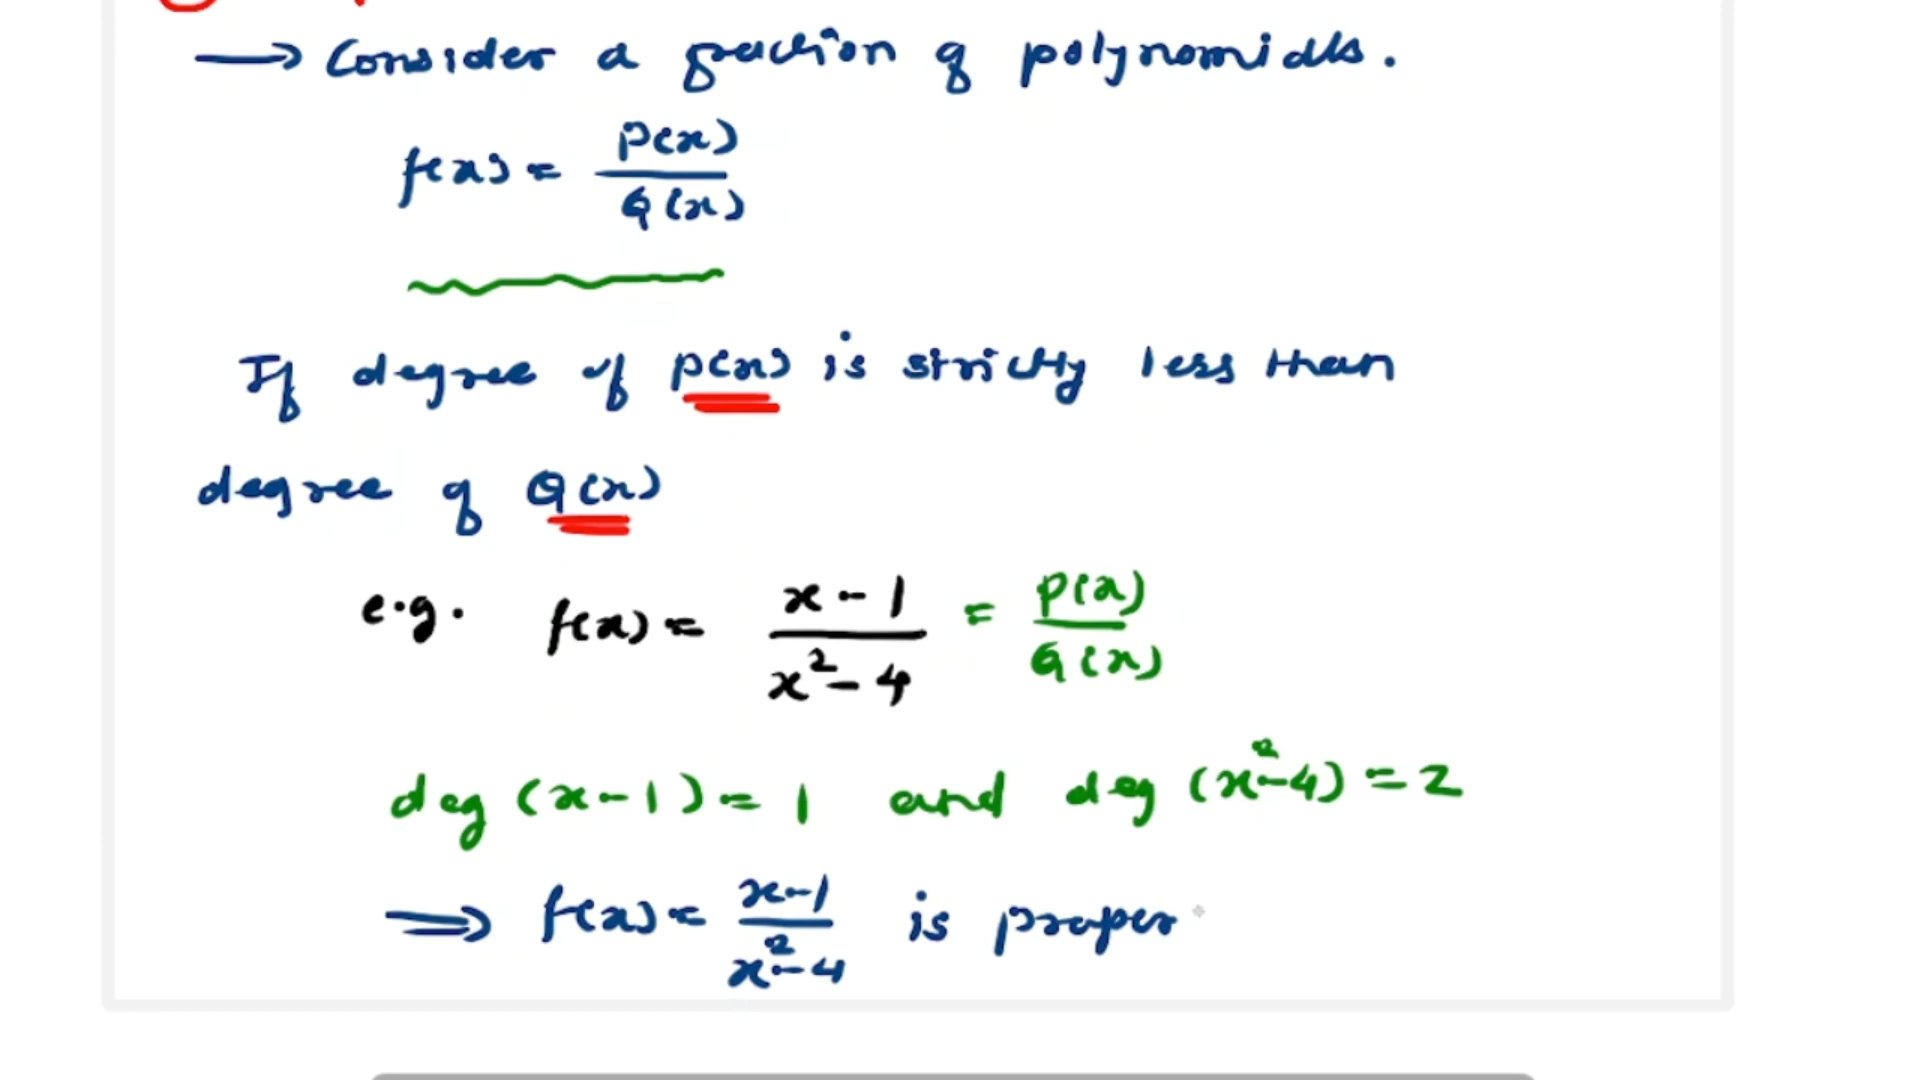 → Consider a fraction of polynomials.
f(x) = P(x) / Q(x)
If degree of P(x) is strictly less than
degree of Q(x)
e.g. f(x) = x - 1 / x² - 4 = P(x) / Q(x)
deg (x - 1) = 1 and deg (x² - 4) = 2
⇒ f(x) = x - 1 / x² - 4 is proper